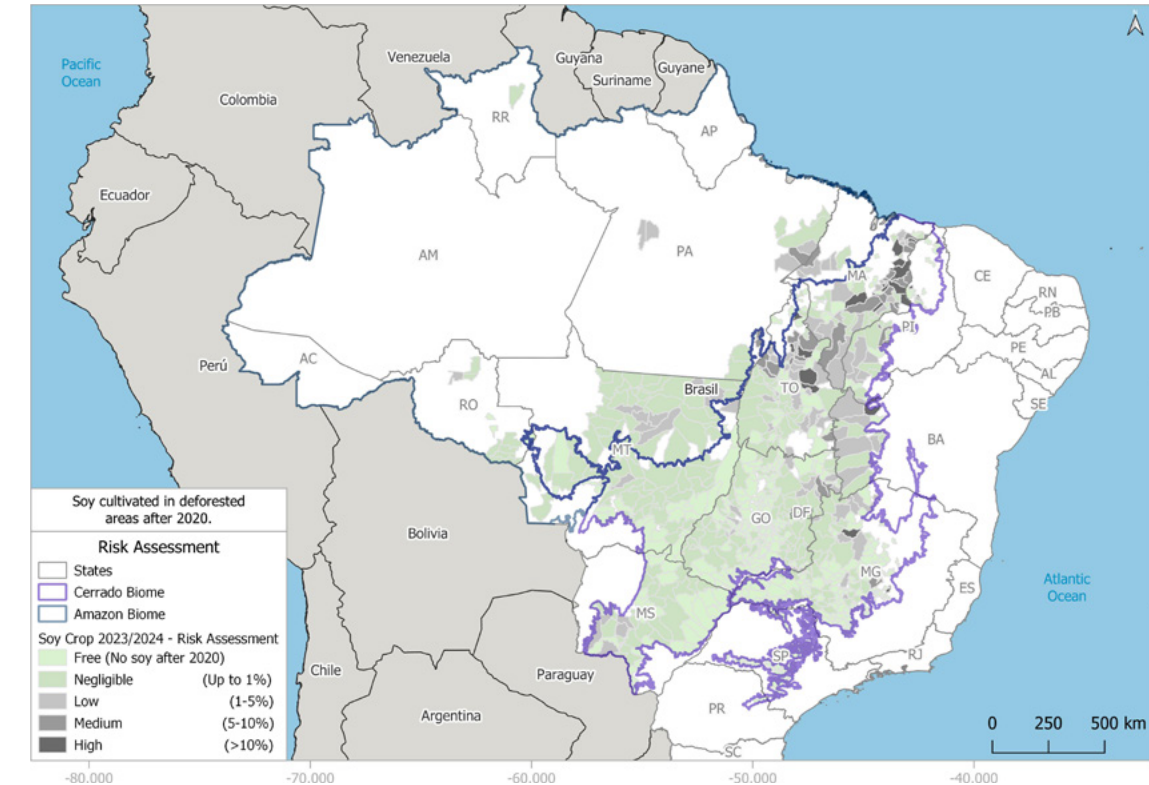 Pacific
Ocean
Venezuela
Guyana
Suriname
Guyane
Colombia
RR
AP
Ecuador
AM
PA
MA
CE
RN
PB
PI
PE
AL
SE
Perú
AC
RO
Brasil
TO
MT
BA
Bolivia
GO
DF
MG
ES
Atlantic
Ocean
MS
SP
RJ
Chile
Paraguay
PR
Argentina
SC
Soy cultivated in deforested
areas after 2020.
Risk Assessment
States
Cerrado Biome
Amazon Biome
Soy Crop 2023/2024 - Risk Assessment
Free (No soy after 2020)
Negligible (Up to 1%)
Low (1-5%)
Medium (5-10%)
High (>10%)
0 250 500 km
-80.000 -70.000 -60.000 -50.000 -40.000